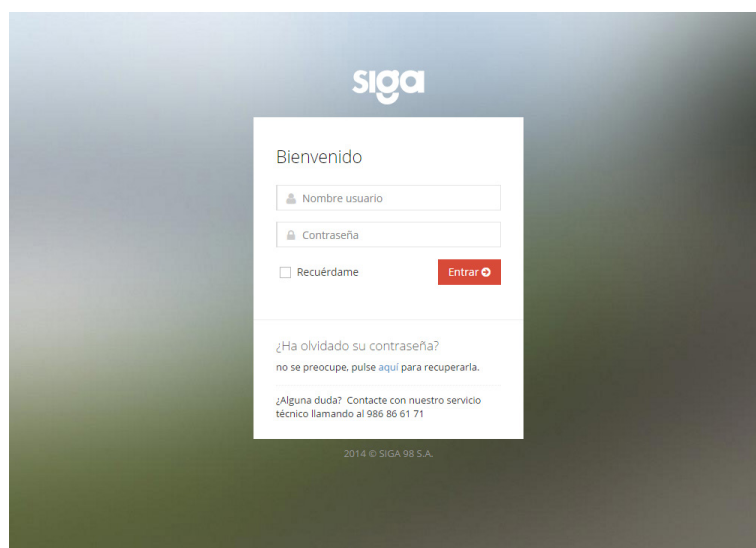 siga
Bienvenido
Nombre usuario
Contraseña
Recuérdame
Entrar
¿Ha olvidado su contraseña?
no se preocupe, pulse aquí para recuperarla.
¿Alguna duda? Contacte con nuestro servicio
técnico llamando al 986 86 61 71
2014 © SIGA 98 S.A.